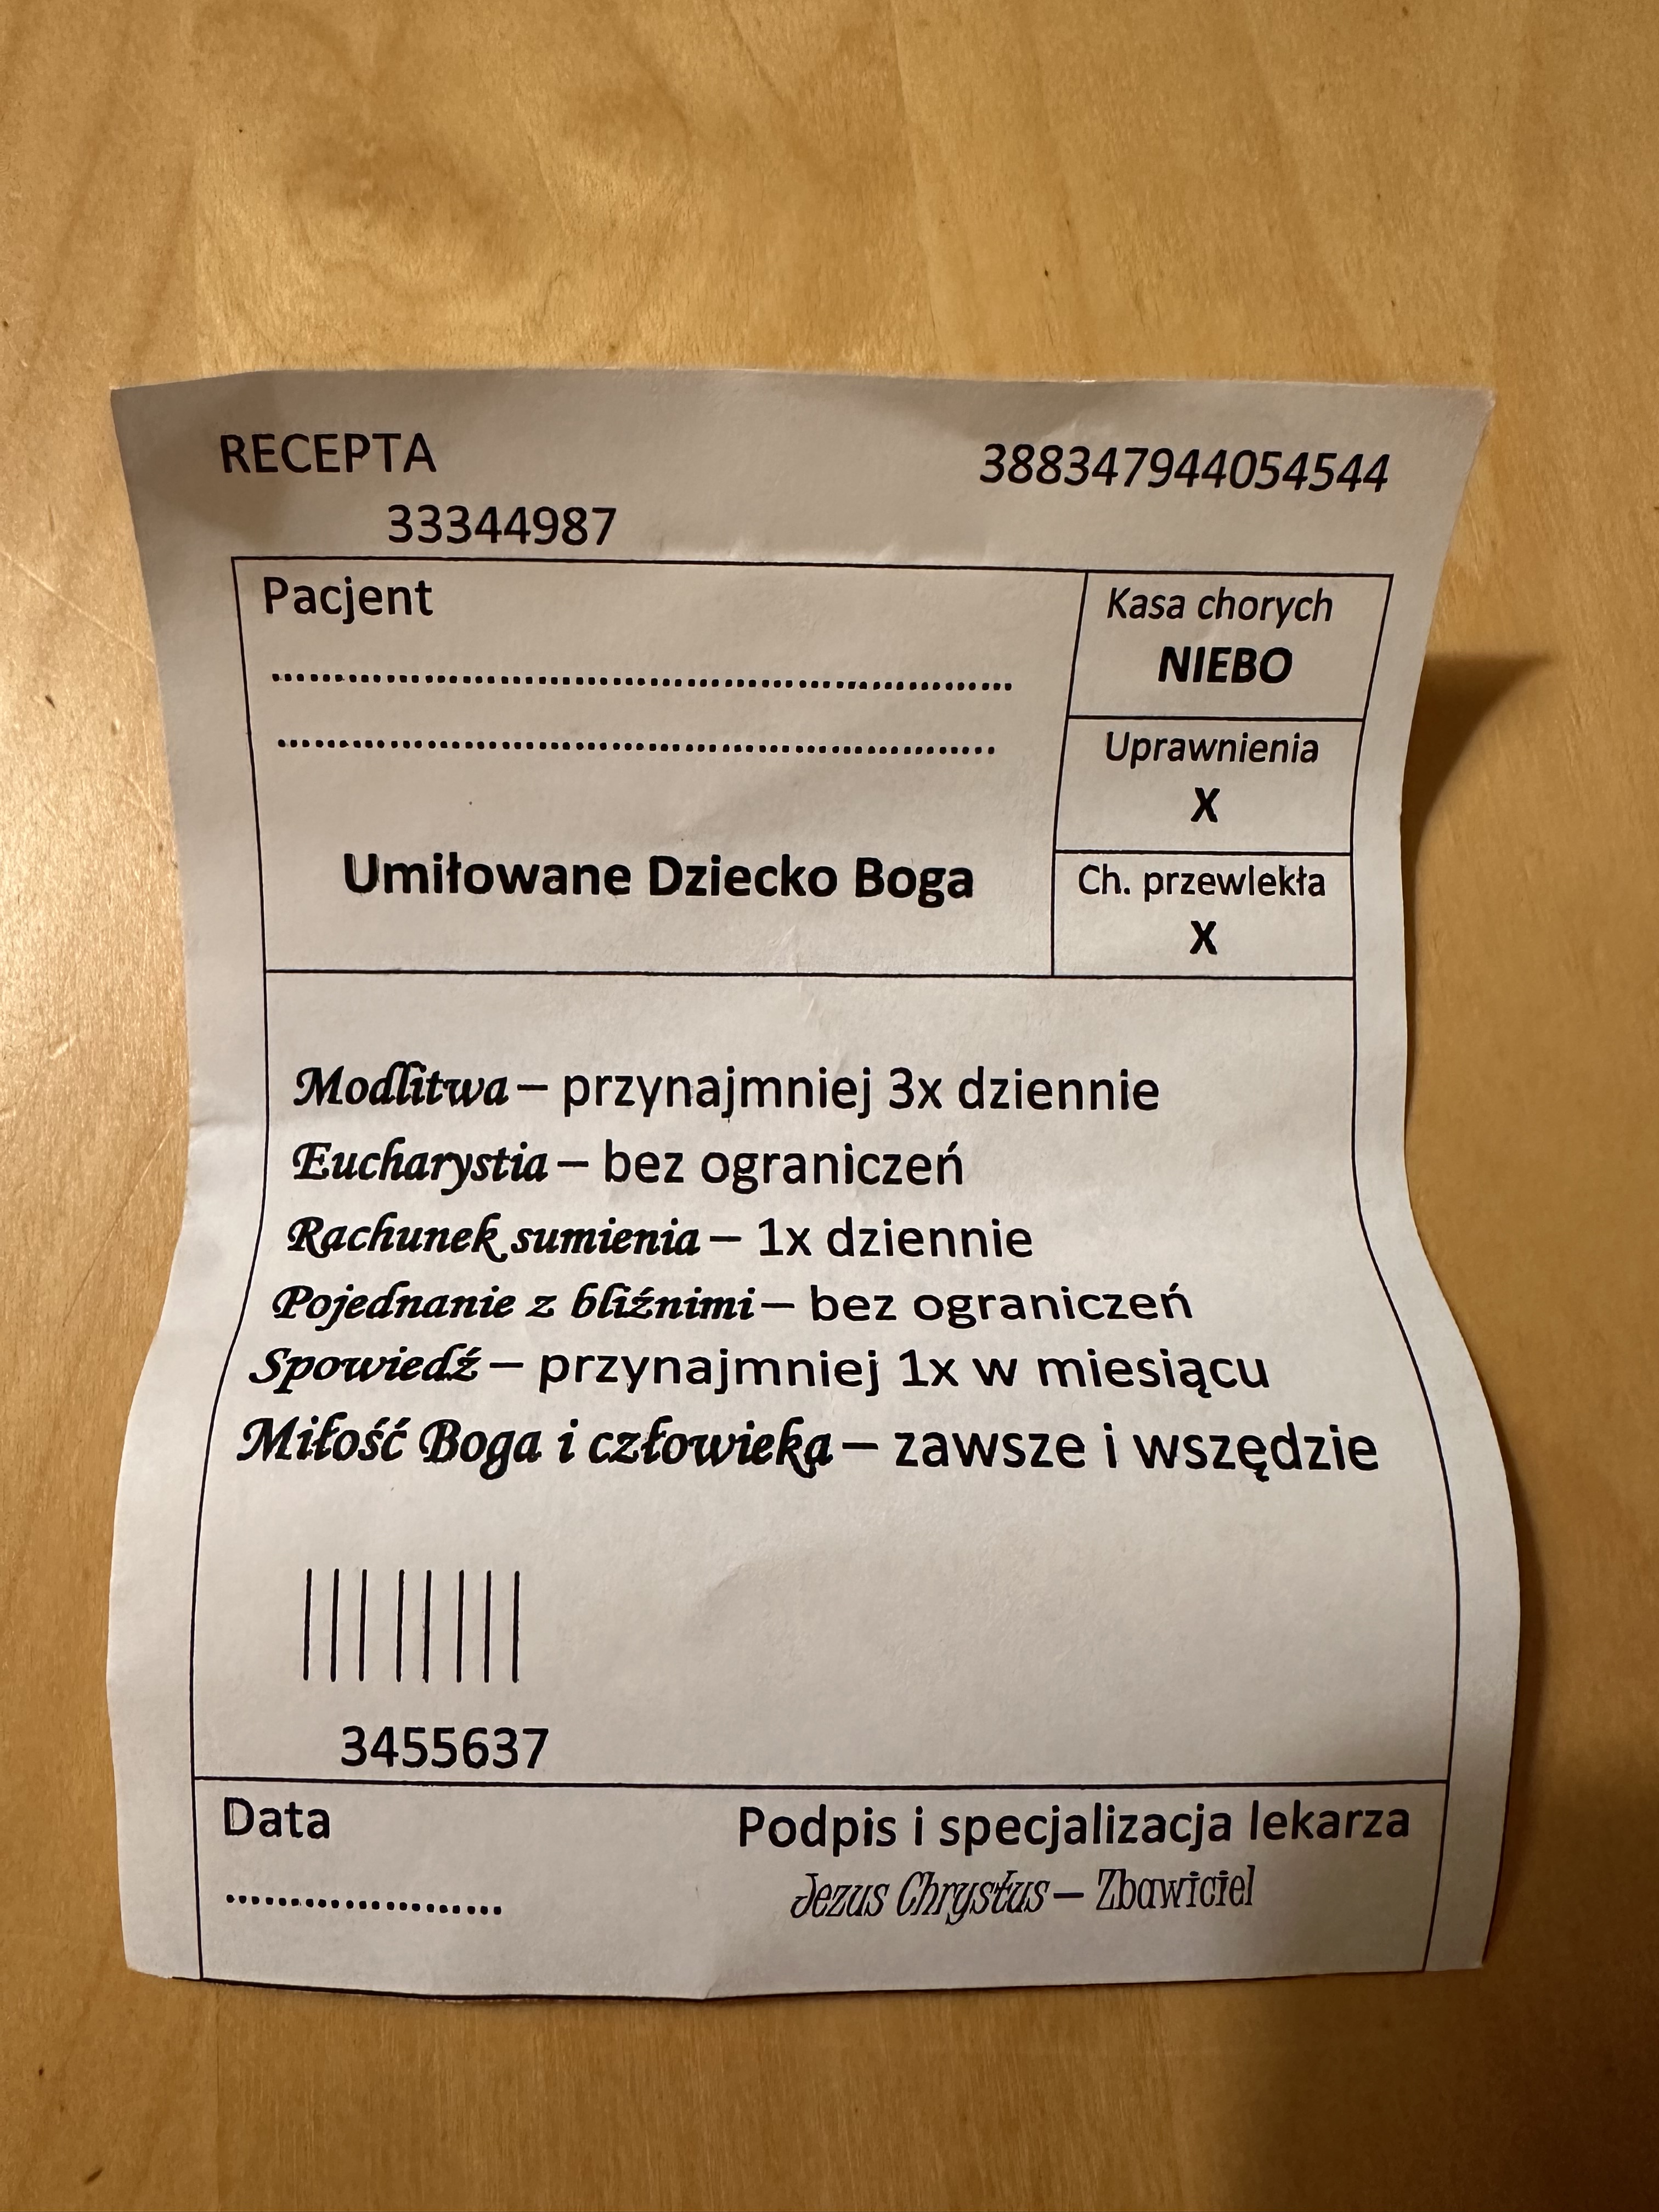 RECEPTA 388347944054544
33344987
Pacjent
Kasa chorych
NIEBO
................................................................
................................................................
Uprawnienia
X
Umiłowane Dziecko Boga
Ch. przewlekła
X
Modlitwa – przynajmniej 3x dziennie
Eucharystia – bez ograniczeń
Rachunek sumienia – 1x dziennie
Pojednanie z bliźnimi – bez ograniczeń
Spowiedź – przynajmniej 1x w miesiącu
Miłość Boga i człowieka – zawsze i wszędzie
3455637
Data Podpis i specjalizacja lekarza
........................ Jezus Chrystus – Zbawiciel